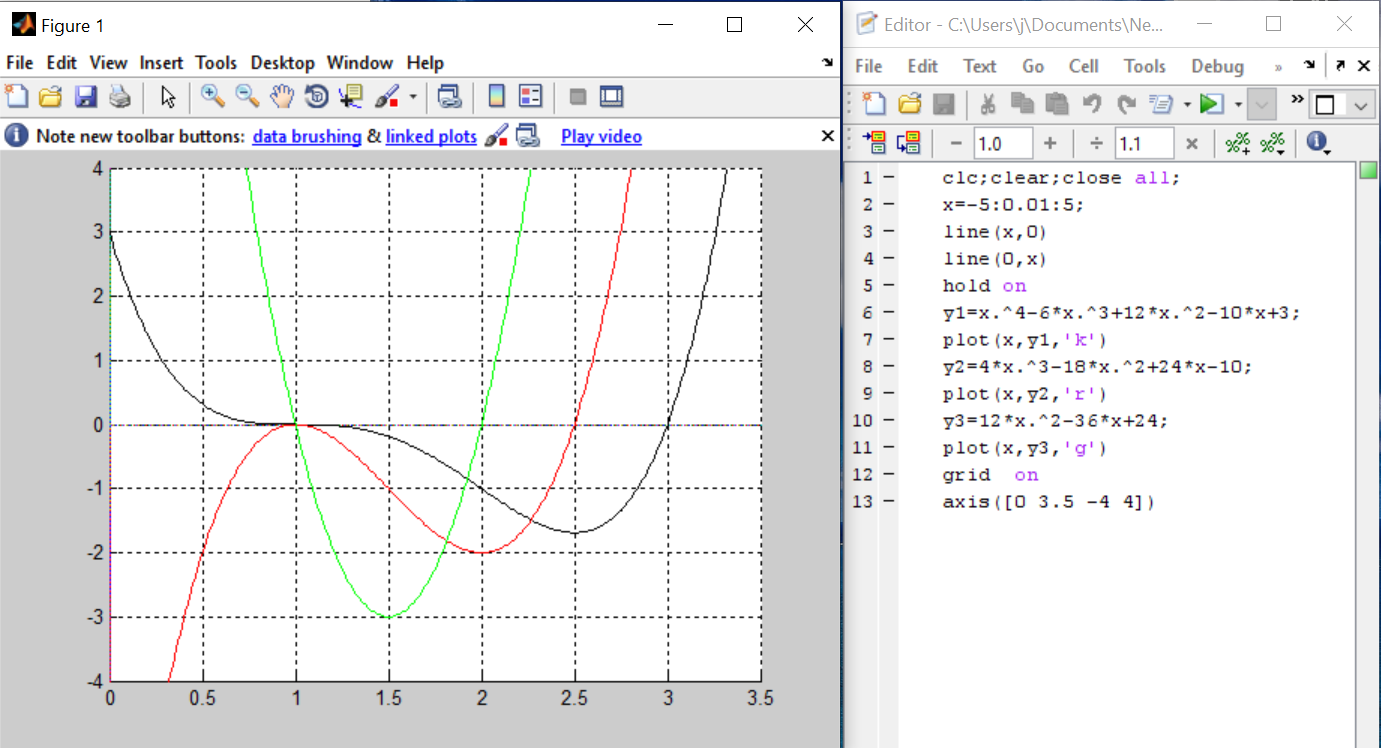 Figure 1
File Edit View Insert Tools Desktop Window Help
Note new toolbar buttons: data brushing & linked plots Play video
4
3
2
1
0
-1
-2
-3
-4
0 0.5 1 1.5 2 2.5 3 3.5
Editor - C:\Users\j\Documents\Ne...
File Edit Text Go Cell Tools Debug »
»
− 1.0 + ÷ 1.1 ×
1 − clc;clear;close all;
2 − x=-5:0.01:5;
3 − line(x,0)
4 − line(0,x)
5 − hold on
6 − y1=x.^4-6*x.^3+12*x.^2-10*x+3;
7 − plot(x,y1,'k')
8 − y2=4*x.^3-18*x.^2+24*x-10;
9 − plot(x,y2,'r')
10 − y3=12*x.^2-36*x+24;
11 − plot(x,y3,'g')
12 − grid  on
13 − axis([0 3.5 -4 4])